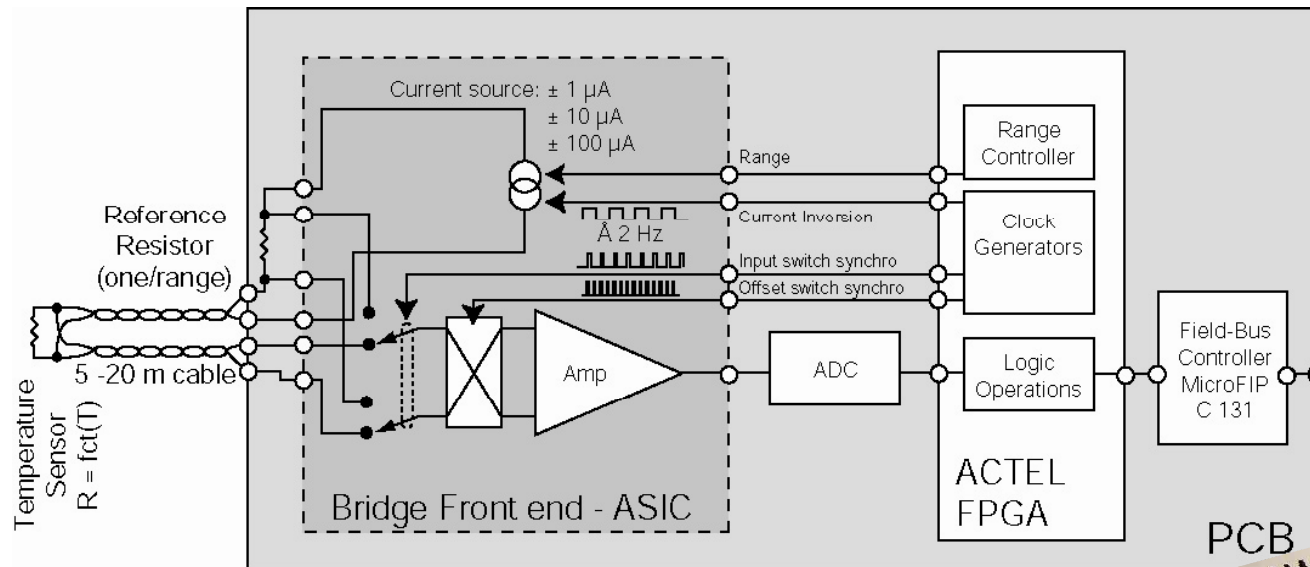 Current source: ± 1 µA
± 10 µA
± 100 µA
Range
Range
Controller
Reference
Resistor
(one/range)
Current Inversion
Å 2 Hz
Clock
Generators
Input switch synchro
Offset switch synchro
5 -20 m cable
Temperature
Sensor
R = fct(T)
Amp
ADC
Logic
Operations
Field-Bus
Controller
MicroFIP
C 131
Bridge Front end - ASIC
ACTEL
FPGA
PCB